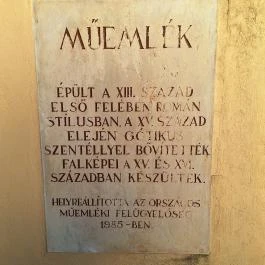 MŰEMLÉK
ÉPÜLT A XIII. SZÁZAD
ELSŐ FELÉBEN ROMÁN
STÍLUSBAN, A XV. SZÁZAD
ELEJÉN GÓTIKUS
SZENTÉLLYEL BŐVÍTETTÉK.
FALKÉPEI A XV. ÉS XVI.
SZÁZADBAN KÉSZÜLTEK.
HELYREÁLLÍTOTTA AZ ORSZÁGOS
MŰEMLÉKI FELÜGYELŐSÉG
1985-BEN.